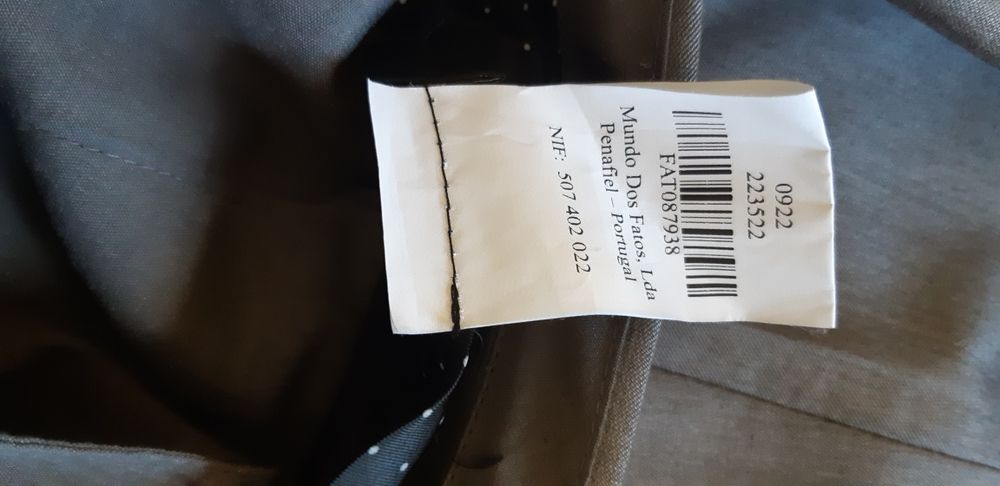 0922
223522
FAT087938
Mundo Dos Fatos, Lda
Penafiel – Portugal
NIF: 507 402 022